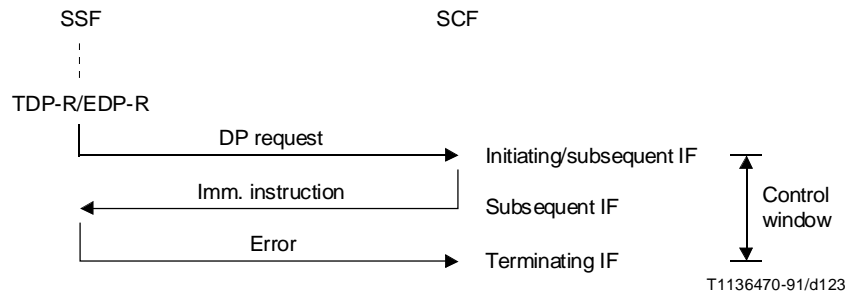 SSF SCF
TDP-R/EDP-R
DP request
Initiating/subsequent IF
Imm. instruction
Subsequent IF
Control
window
Error
Terminating IF
T1136470-91/d123